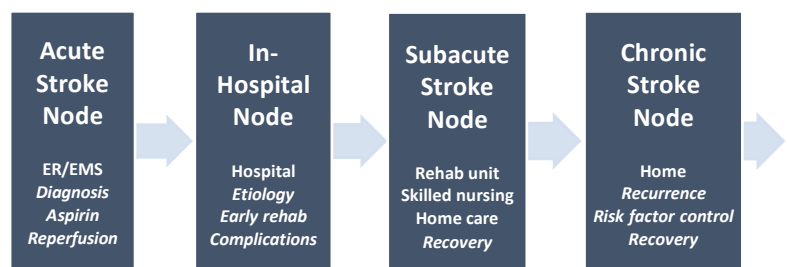 Acute
Stroke
Node
ER/EMS
Diagnosis
Aspirin
Reperfusion
In-
Hospital
Node
Hospital
Etiology
Early rehab
Complications
Subacute
Stroke
Node
Rehab unit
Skilled nursing
Home care
Recovery
Chronic
Stroke
Node
Home
Recurrence
Risk factor control
Recovery